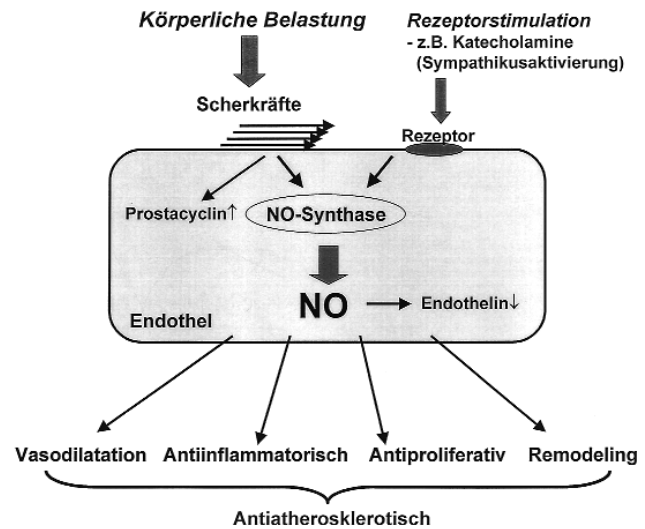 Körperliche Belastung
Rezeptorstimulation
- z.B. Katecholamine
(Sympathikusaktivierung)
Scherkräfte
Rezeptor
Prostacyclin↑
NO-Synthase
NO
Endothelin↓
Endothel
Vasodilatation Antiinflammatorisch Antiproliferativ Remodeling
Antiatherosklerotisch